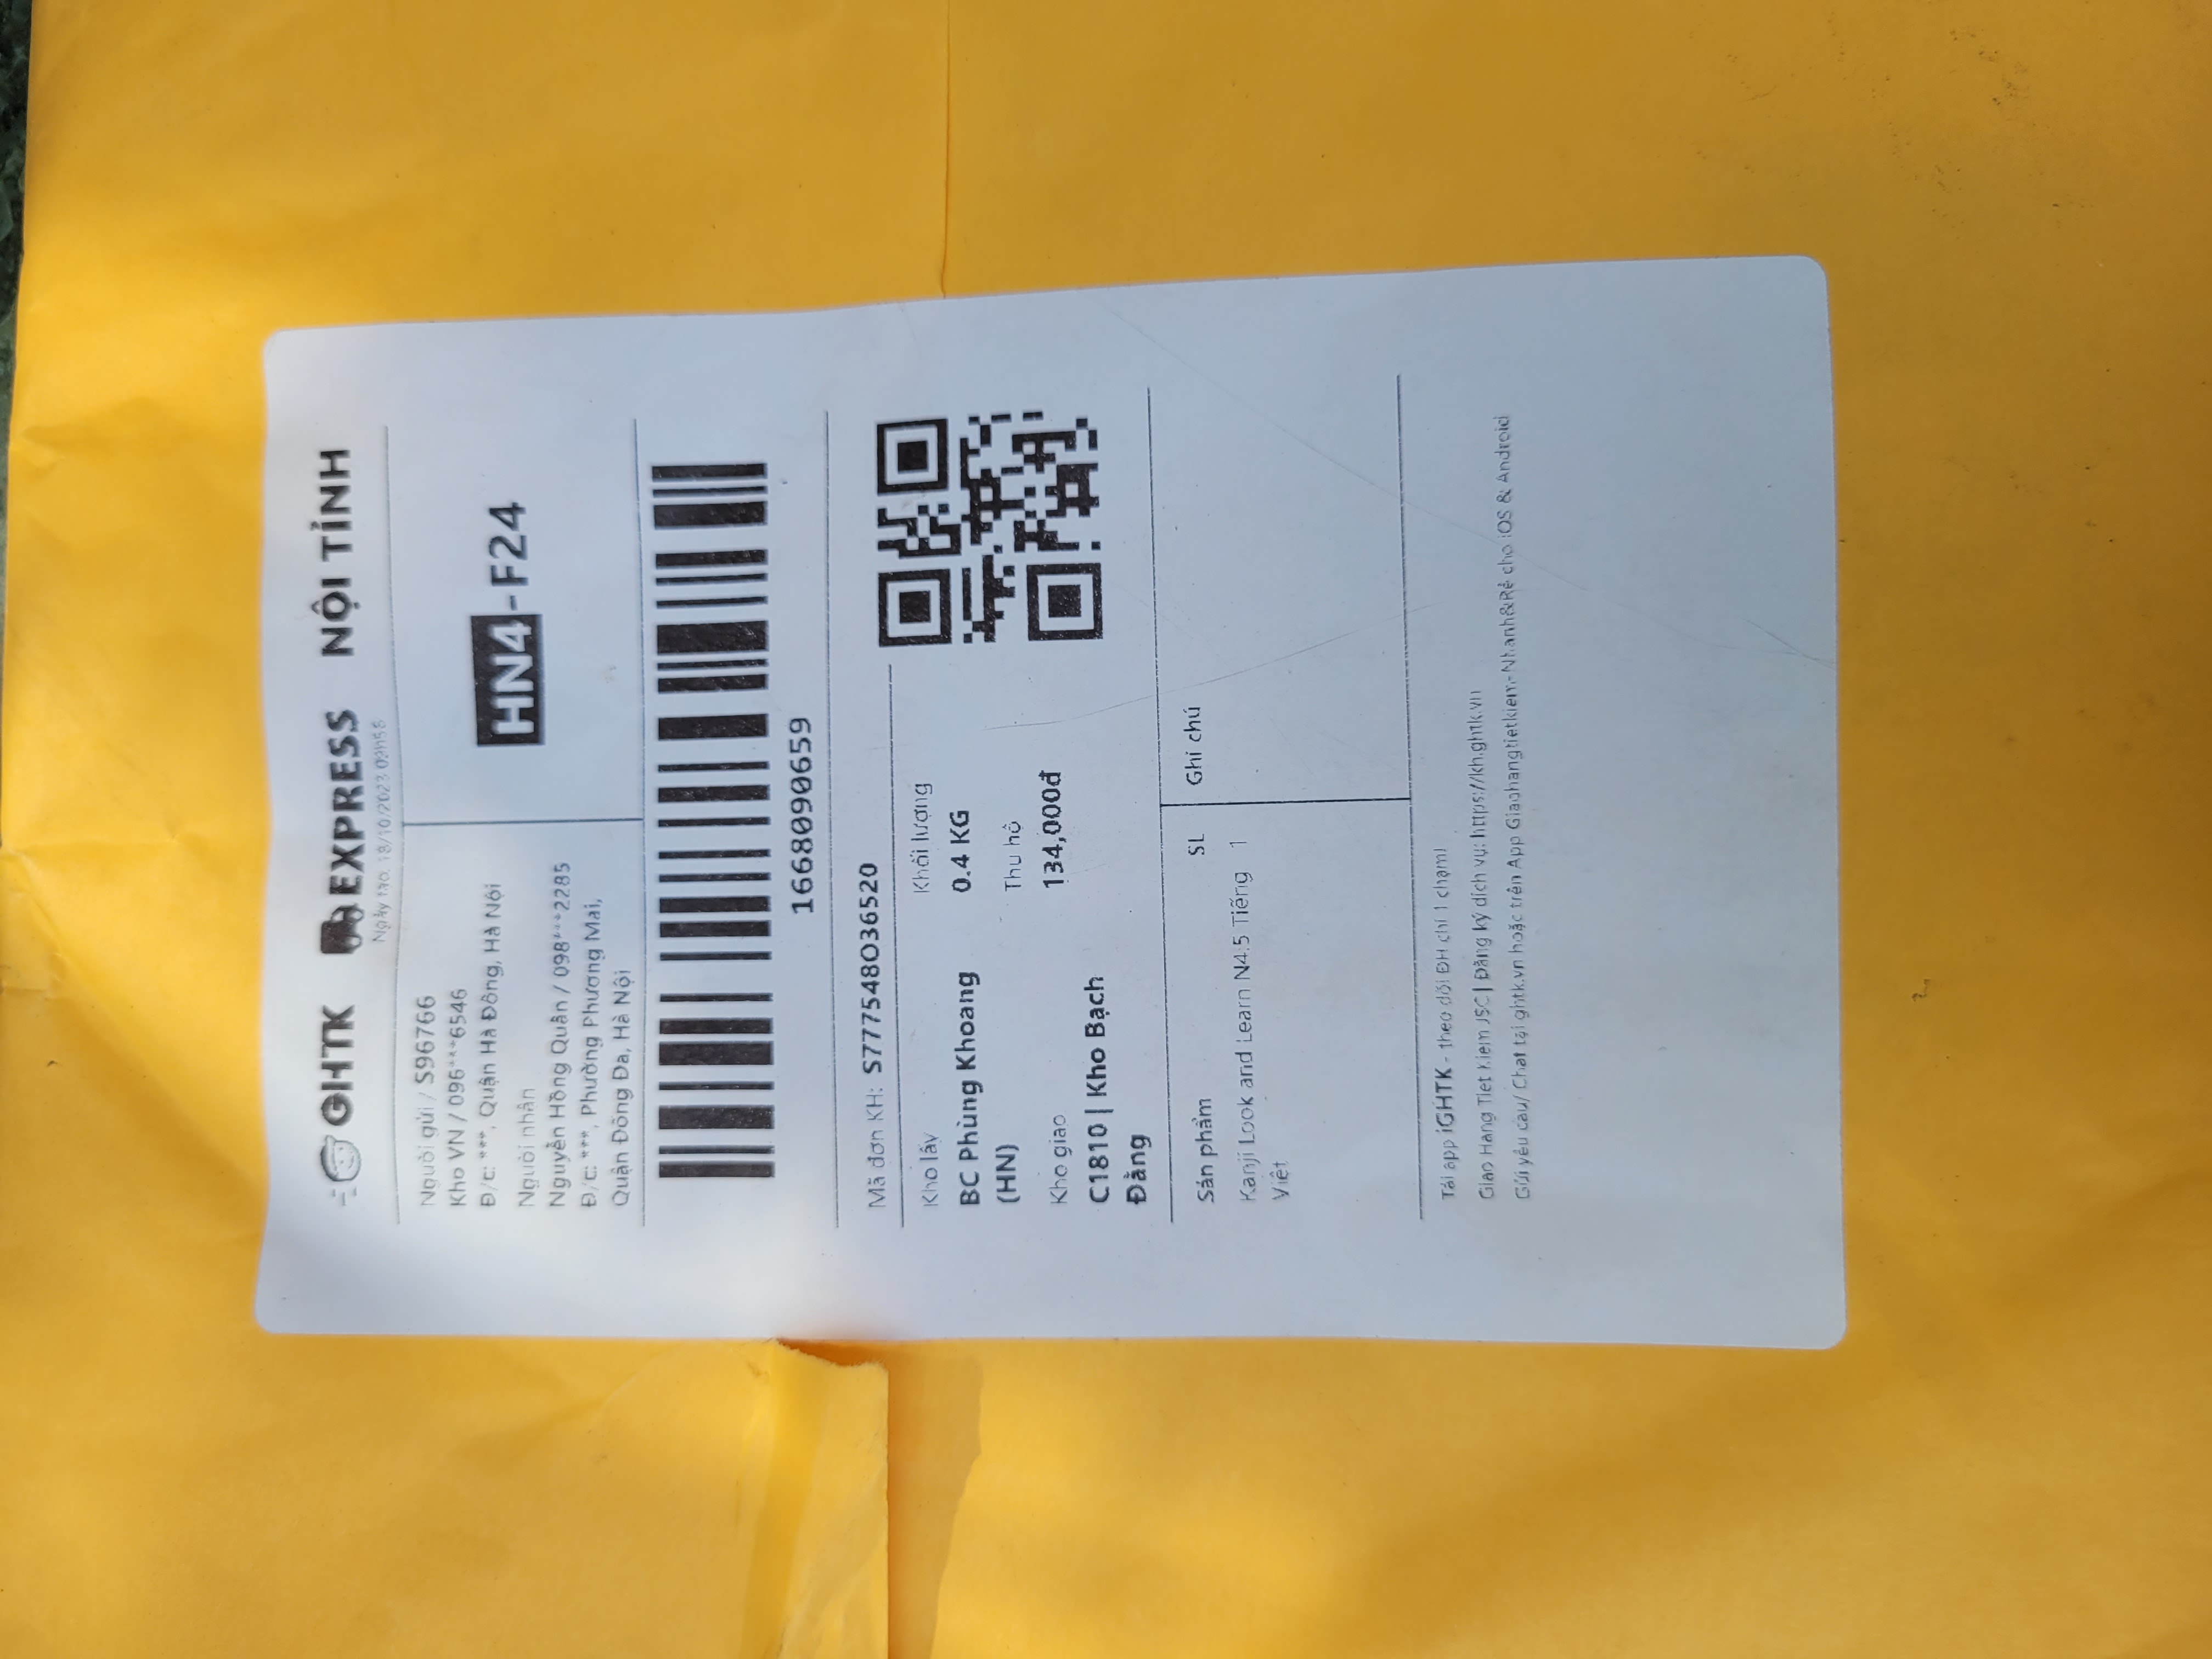 GHTK EXPRESS NỘI TỈNH
Ngày tạo: 18/10/2023 09h58
Người gửi / S96766
Kho VN / 096***6546
Đ/c: ***, Quận Hà Đông, Hà Nội
HN4-F24
Người nhận
Nguyễn Hồng Quân / 098***2285
Đ/c: ***, Phường Phương Mai,
Quận Đống Đa, Hà Nội
1668090659
Mã đơn KH: S777548O36520
Kho lấy
BC Phùng Khoang
(HN)
Khối lượng
0.4 KG
Kho giao
C1810 | Kho Bạch
Đằng
Thu hộ
134,000đ
Sản phẩm SL
Kanji Look and Learn N4.5 Tiếng 1
Việt
Ghi chú
Tải app iGHTK - theo dõi ĐH chỉ 1 chạm!
Giao Hang Tiet Kiem JSC | Đăng ký dịch vụ: https://kh.ghtk.vn
Gửi yêu cầu/ Chat tại ghtk.vn hoặc trên App Giaohangtietkiem-Nhanh&Rẻ cho iOS & Android